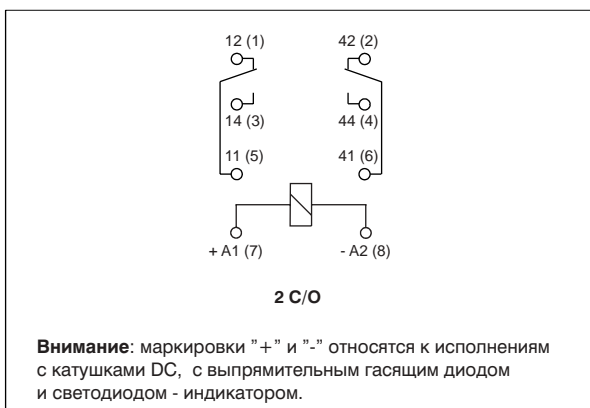 12 (1) 42 (2)
14 (3) 44 (4)
11 (5) 41 (6)
+ A1 (7) - A2 (8)
2 C/O
Внимание: маркировки "+" и "-" относятся к исполнениям
с катушками DC, с выпрямительным гасящим диодом
и светодиодом - индикатором.